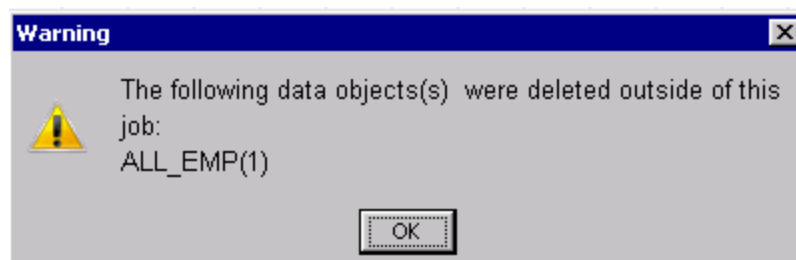 Warning
The following data objects(s) were deleted outside of this
job:
ALL_EMP(1)
OK